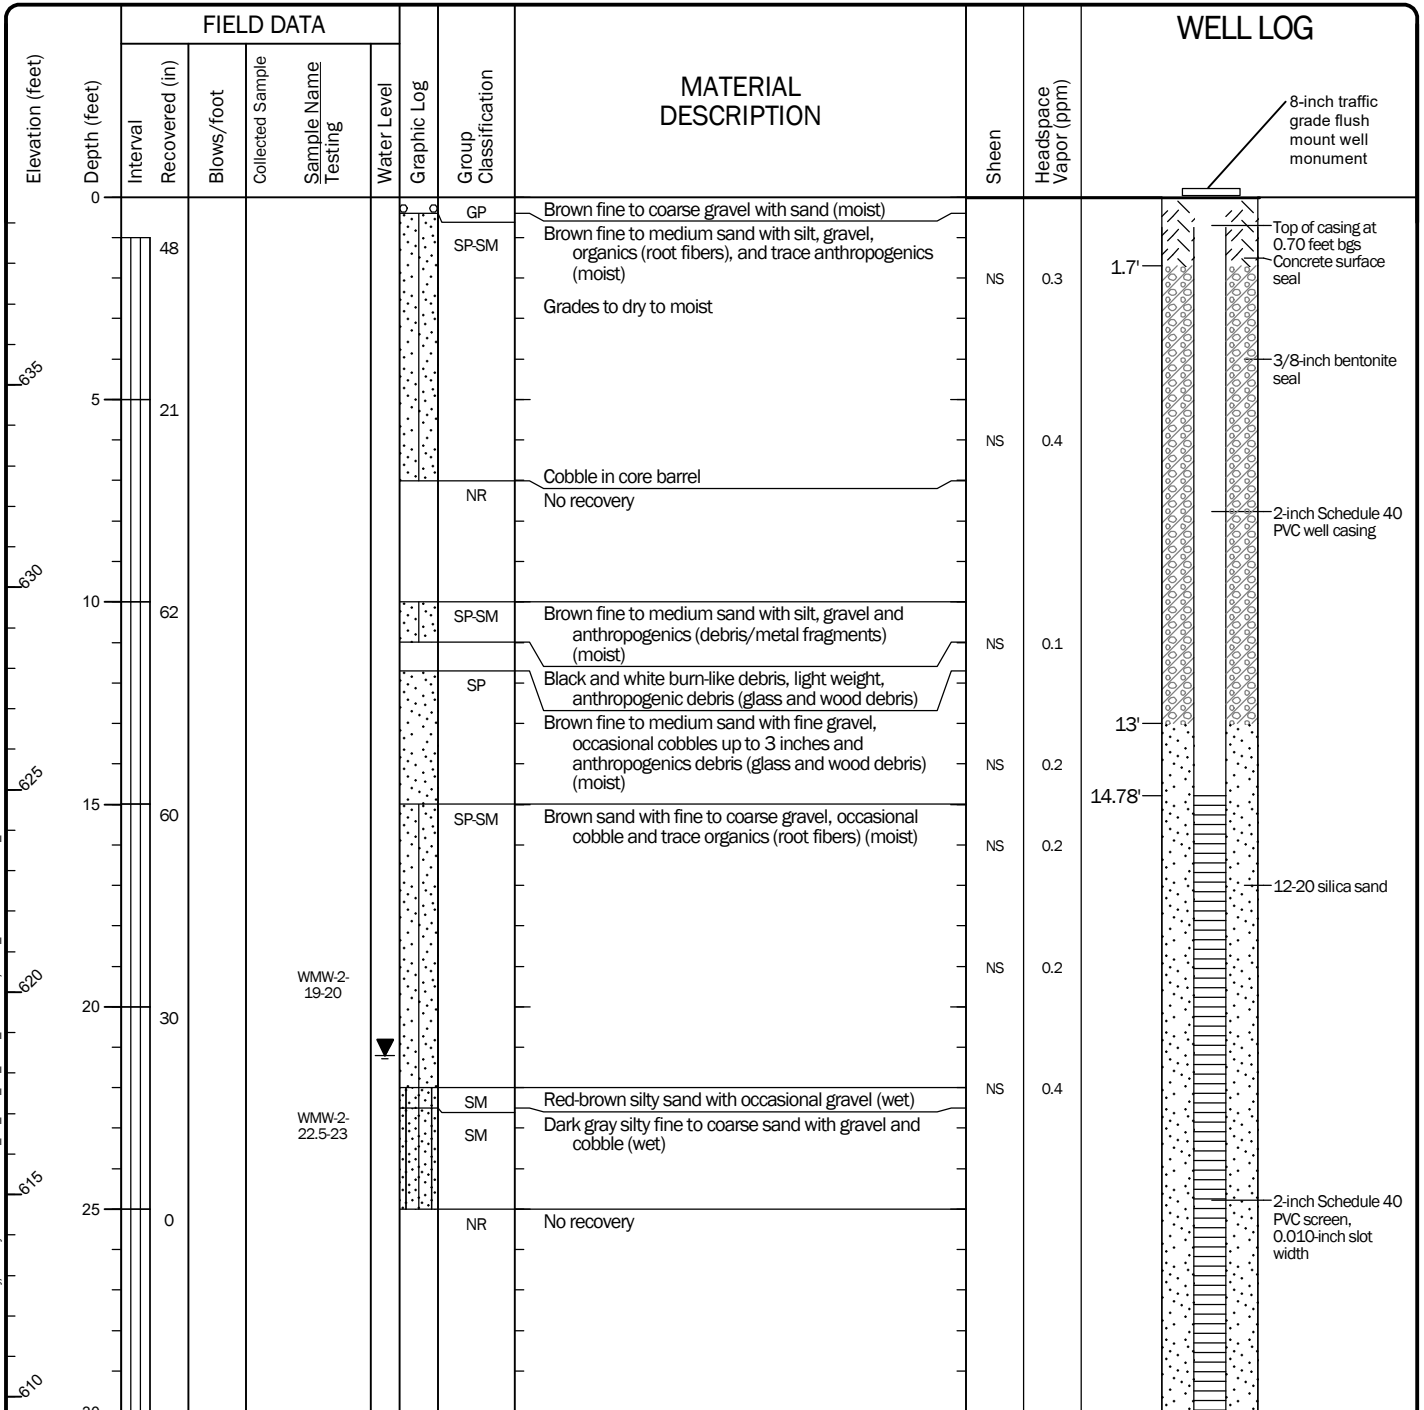 FIELD DATA
WELL LOG
Elevation (feet)
Depth (feet)
Interval
Recovered (in)
Blows/foot
Collected Sample
Sample Name
Testing
Water Level
Graphic Log
Group
Classification
MATERIAL
DESCRIPTION
Sheen
Headspace
Vapor (ppm)
8-inch traffic
grade flush
mount well
monument
0
GP
Brown fine to coarse gravel with sand (moist)
Top of casing at
0.70 feet bgs
48
SP-SM
Brown fine to medium sand with silt, gravel,
organics (root fibers), and trace anthropogenics
(moist)
NS
0.3
1.7'
Concrete surface
seal
Grades to dry to moist
635
3/8-inch bentonite
seal
5
21
NS
0.4
Cobble in core barrel
NR
No recovery
2-inch Schedule 40
PVC well casing
630
10
62
SP-SM
Brown fine to medium sand with silt, gravel and
anthropogenics (debris/metal fragments)
(moist)
NS
0.1
SP
Black and white burn-like debris, light weight,
anthropogenic debris (glass and wood debris)
Brown fine to medium sand with fine gravel,
occasional cobbles up to 3 inches and
anthropogenics debris (glass and wood debris)
(moist)
13'
NS
0.2
625
14.78'
15
60
SP-SM
Brown sand with fine to coarse gravel, occasional
cobble and trace organics (root fibers) (moist)
NS
0.2
12-20 silica sand
620
WMW-2-
19-20
NS
0.2
20
30
NS
0.4
SM
Red-brown silty sand with occasional gravel (wet)
WMW-2-
22.5-23
SM
Dark gray silty fine to coarse sand with gravel and
cobble (wet)
615
25
0
NR
No recovery
2-inch Schedule 40
PVC screen,
0.010-inch slot
width
610